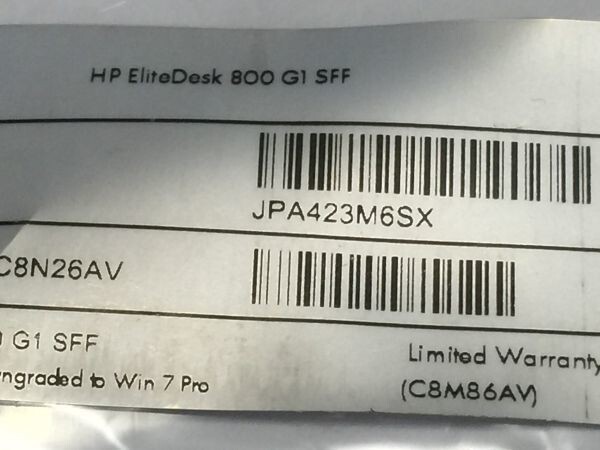 HP EliteDesk 800 G1 SFF
JPA423M6SX
C8N26AV
G1 SFF
Limited Warranty
ngraded to Win 7 Pro
(C8M86AV)